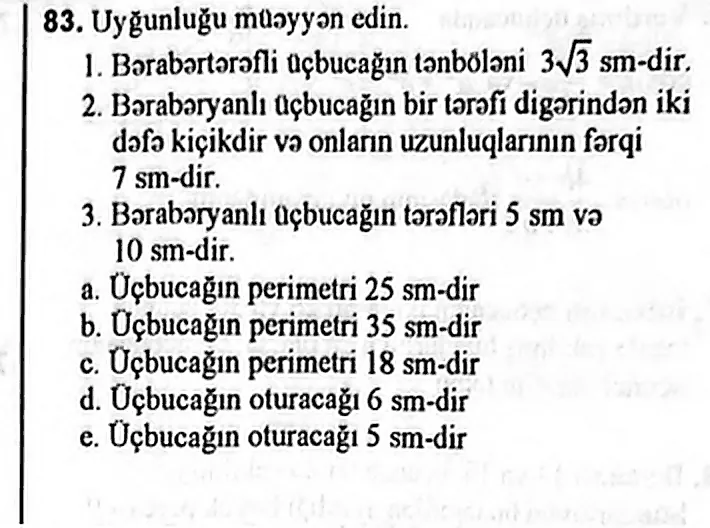 83. Uyğunluğu müəyyən edin.
1. Bərabərtərəfli üçbucağın tənböləni 3√3 sm-dir.
2. Bərabəryanlı üçbucağın bir tərəfi digərindən iki
dəfə kiçikdir və onların uzunluqlarının fərqi
7 sm-dir.
3. Bərabəryanlı üçbucağın tərəfləri 5 sm və
10 sm-dir.
a. Üçbucağın perimetri 25 sm-dir
b. Üçbucağın perimetri 35 sm-dir
c. Üçbucağın perimetri 18 sm-dir
d. Üçbucağın oturacağı 6 sm-dir
e. Üçbucağın oturacağı 5 sm-dir